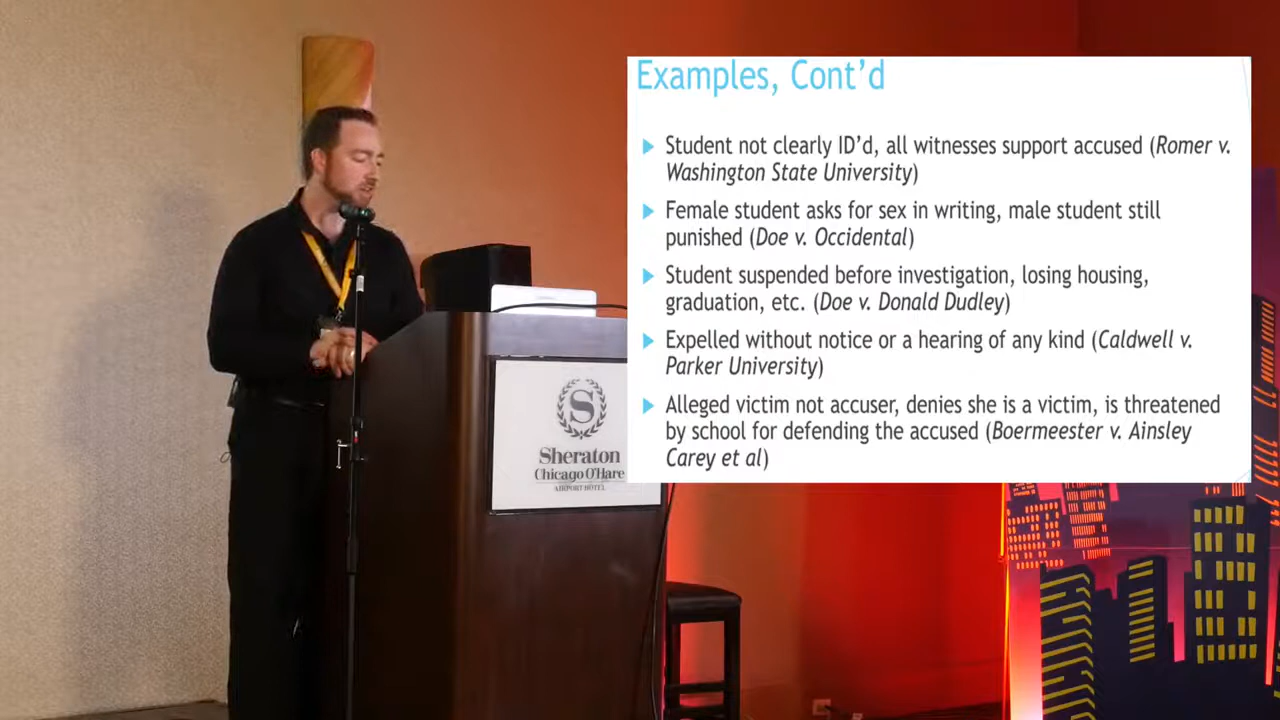 Examples, Cont'd
Student not clearly ID'd, all witnesses support accused (Romer v.
Washington State University)
Female student asks for sex in writing, male student still
punished (Doe v. Occidental)
Student suspended before investigation, losing housing,
graduation, etc. (Doe v. Donald Dudley)
Expelled without notice or a hearing of any kind (Caldwell v.
Parker University)
Alleged victim not accuser, denies she is a victim, is threatened
by school for defending the accused (Boermeester v. Ainsley
Carey et al)
S
Sheraton
Chicago O'Hare
AIRPORT HOTEL